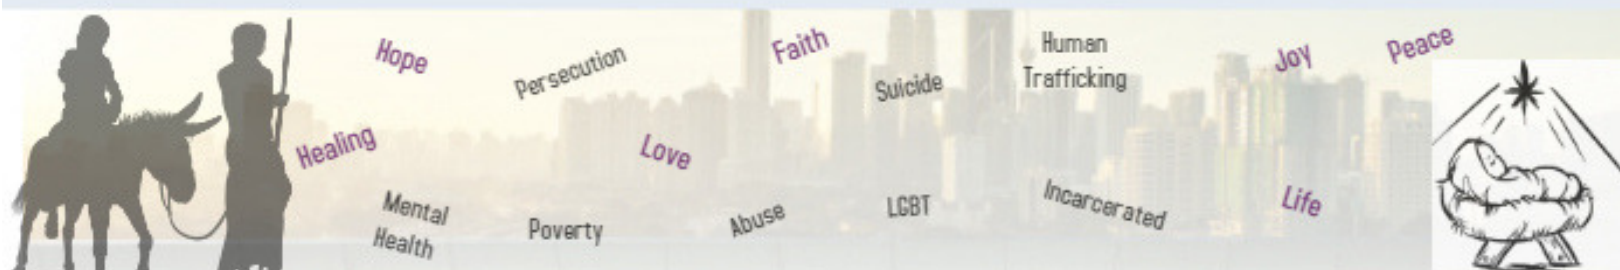 Hope
Persecution
Faith
Suicide
Human
Trafficking
Joy
Peace
Healing
Love
Mental
Health
Poverty
Abuse
LGBT
Incarcerated
Life